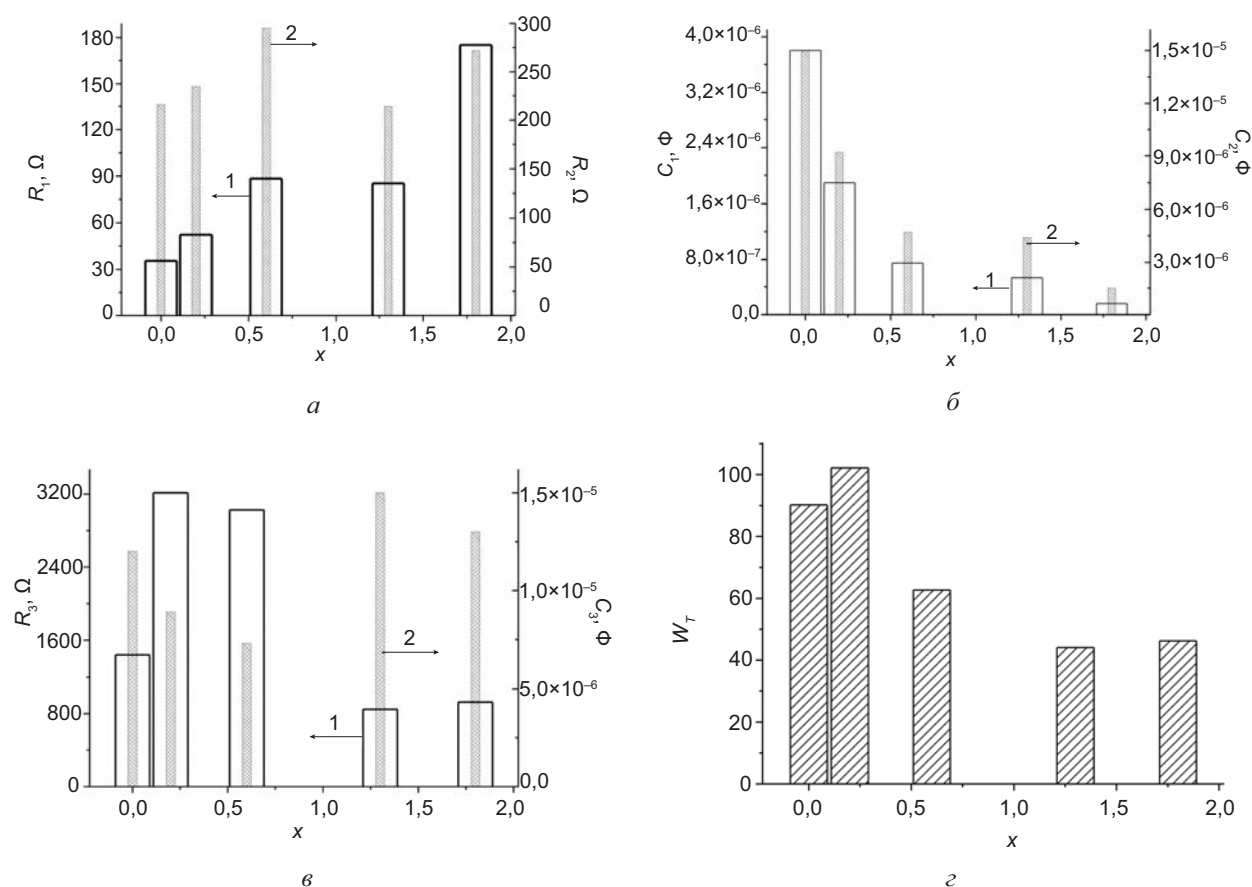 R₁, Ω
180
150
120
90
60
30
0
1
2
300
250
200
150
100
50
0
R₂, Ω
0,0 0,5 1,0 1,5 2,0
x
а
C₁, Ф
4,0×10⁻⁶
3,2×10⁻⁶
2,4×10⁻⁶
1,6×10⁻⁶
8,0×10⁻⁷
0,0
2
1
1,5×10⁻⁵
1,2×10⁻⁵
9,0×10⁻⁶
6,0×10⁻⁶
3,0×10⁻⁶
C₂, Ф
0,0 0,5 1,0 1,5 2,0
x
б
R₃, Ω
3200
2400
1600
800
0
2
1
1,5×10⁻⁵
1,0×10⁻⁵
5,0×10⁻⁶
0,0
C₃, Ф
0,0 0,5 1,0 1,5 2,0
x
в
W_T
100
80
60
40
20
0
0,0 0,5 1,0 1,5 2,0
x
г